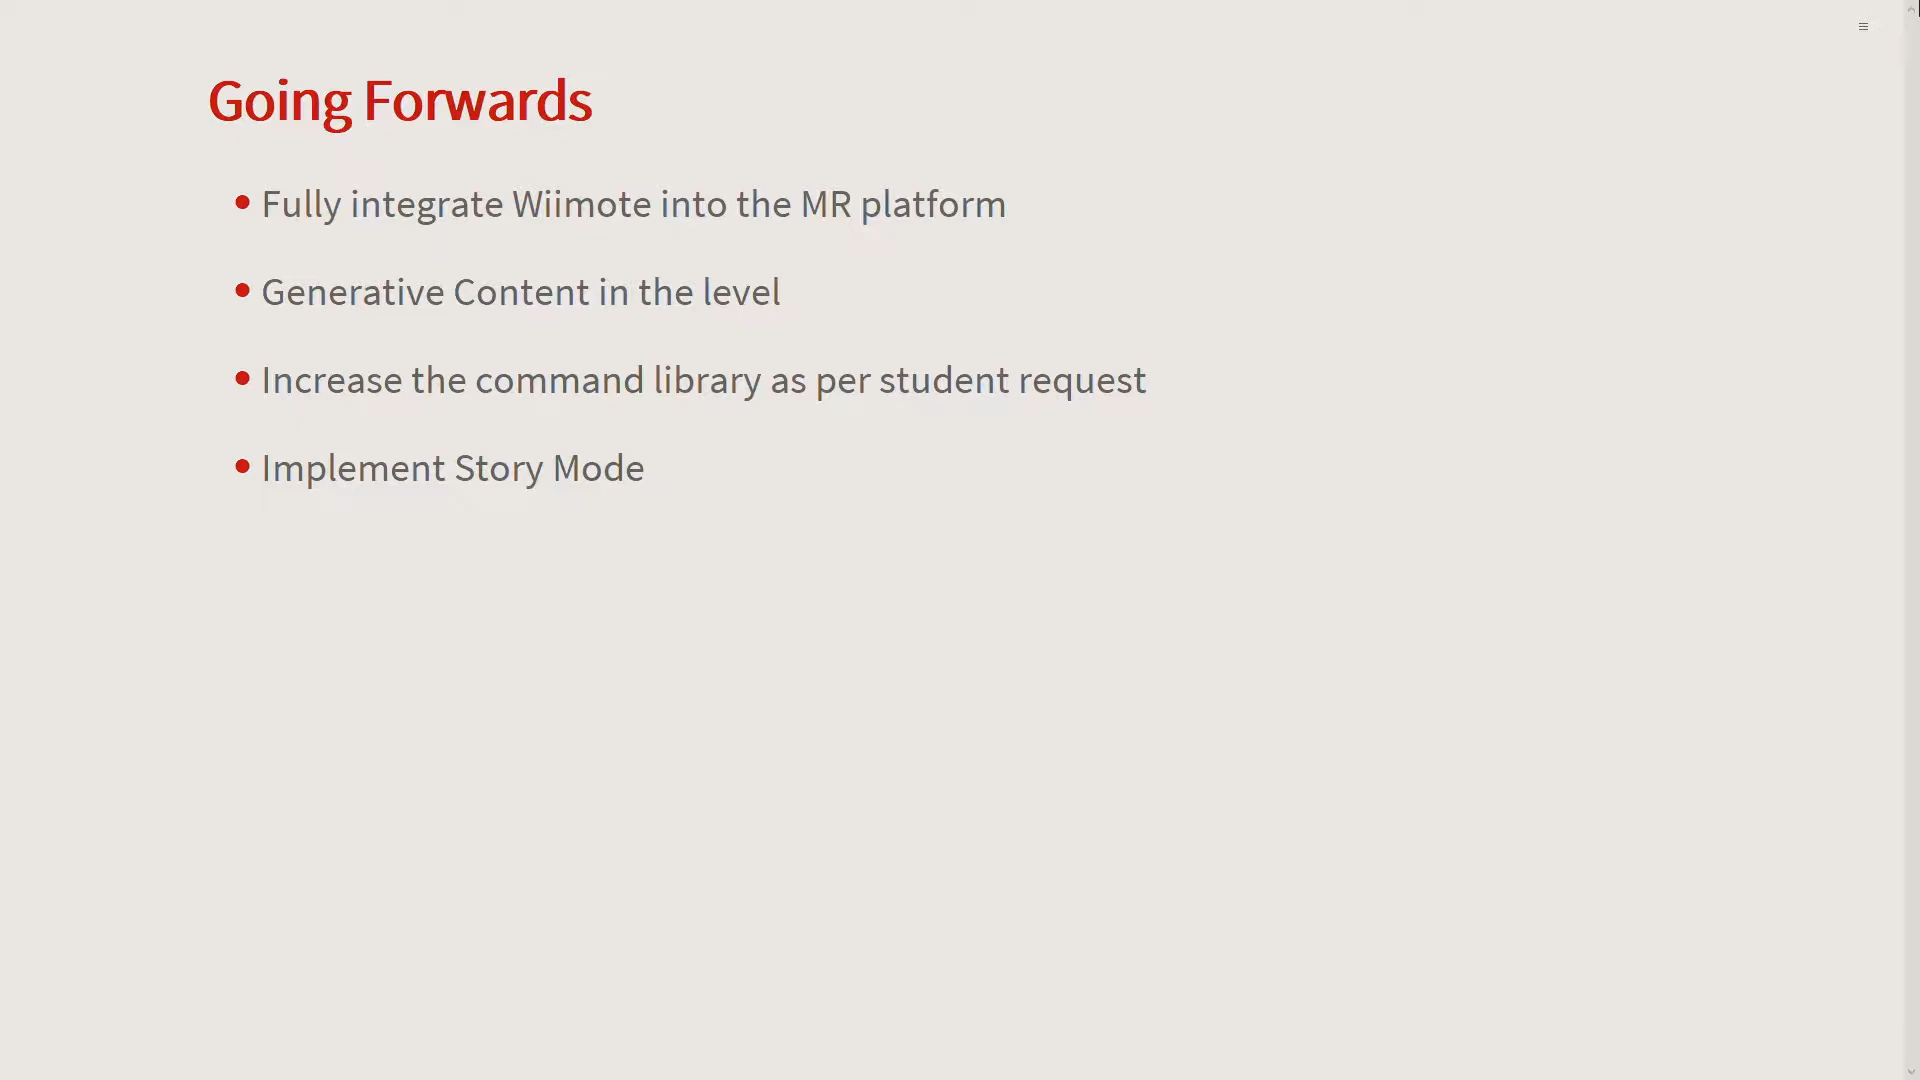 Going Forwards
Fully integrate Wiimote into the MR platform
Generative Content in the level
Increase the command library as per student request
Implement Story Mode